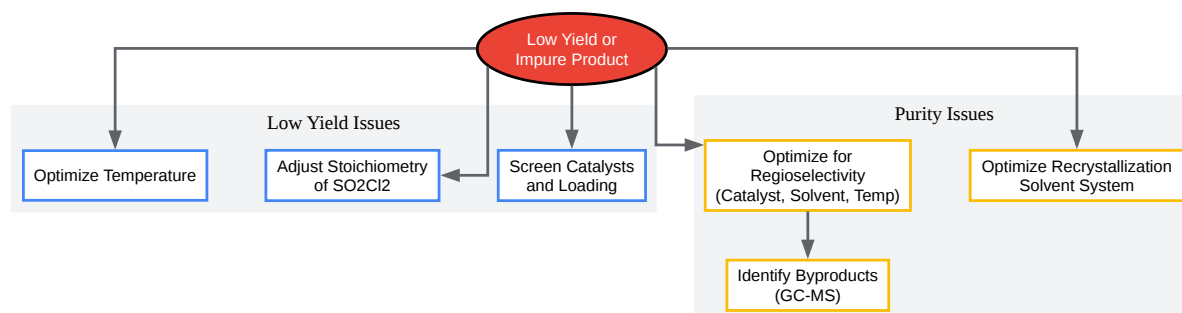 Low Yield or
Impure Product
Low Yield Issues
Purity Issues
Optimize Temperature
Adjust Stoichiometry
of SO2Cl2
Screen Catalysts
and Loading
Optimize for
Regioselectivity
(Catalyst, Solvent, Temp)
Optimize Recrystallization
Solvent System
Identify Byproducts
(GC-MS)